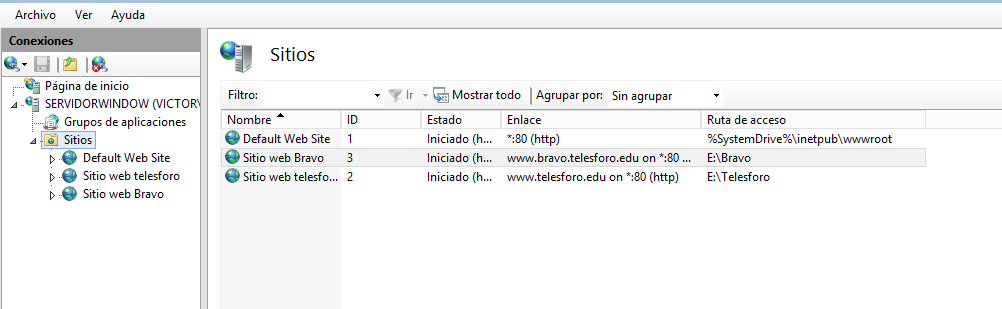 Archivo Ver Ayuda
Conexiones
Página de inicio
SERVIDORWINDOW (VICTORV
Grupos de aplicaciones
Sitios
Default Web Site
Sitio web telesforo
Sitio web Bravo
Sitios
Filtro: Ir Mostrar todo Agrupar por: Sin agrupar
Nombre ID Estado Enlace Ruta de acceso
Default Web Site 1 Iniciado (h... *:80 (http) %SystemDrive%\inetpub\wwwroot
Sitio web Bravo 3 Iniciado (h... www.bravo.telesforo.edu on *:80 ... E:\Bravo
Sitio web telesfo... 2 Iniciado (h... www.telesforo.edu on *:80 (http) E:\Telesforo